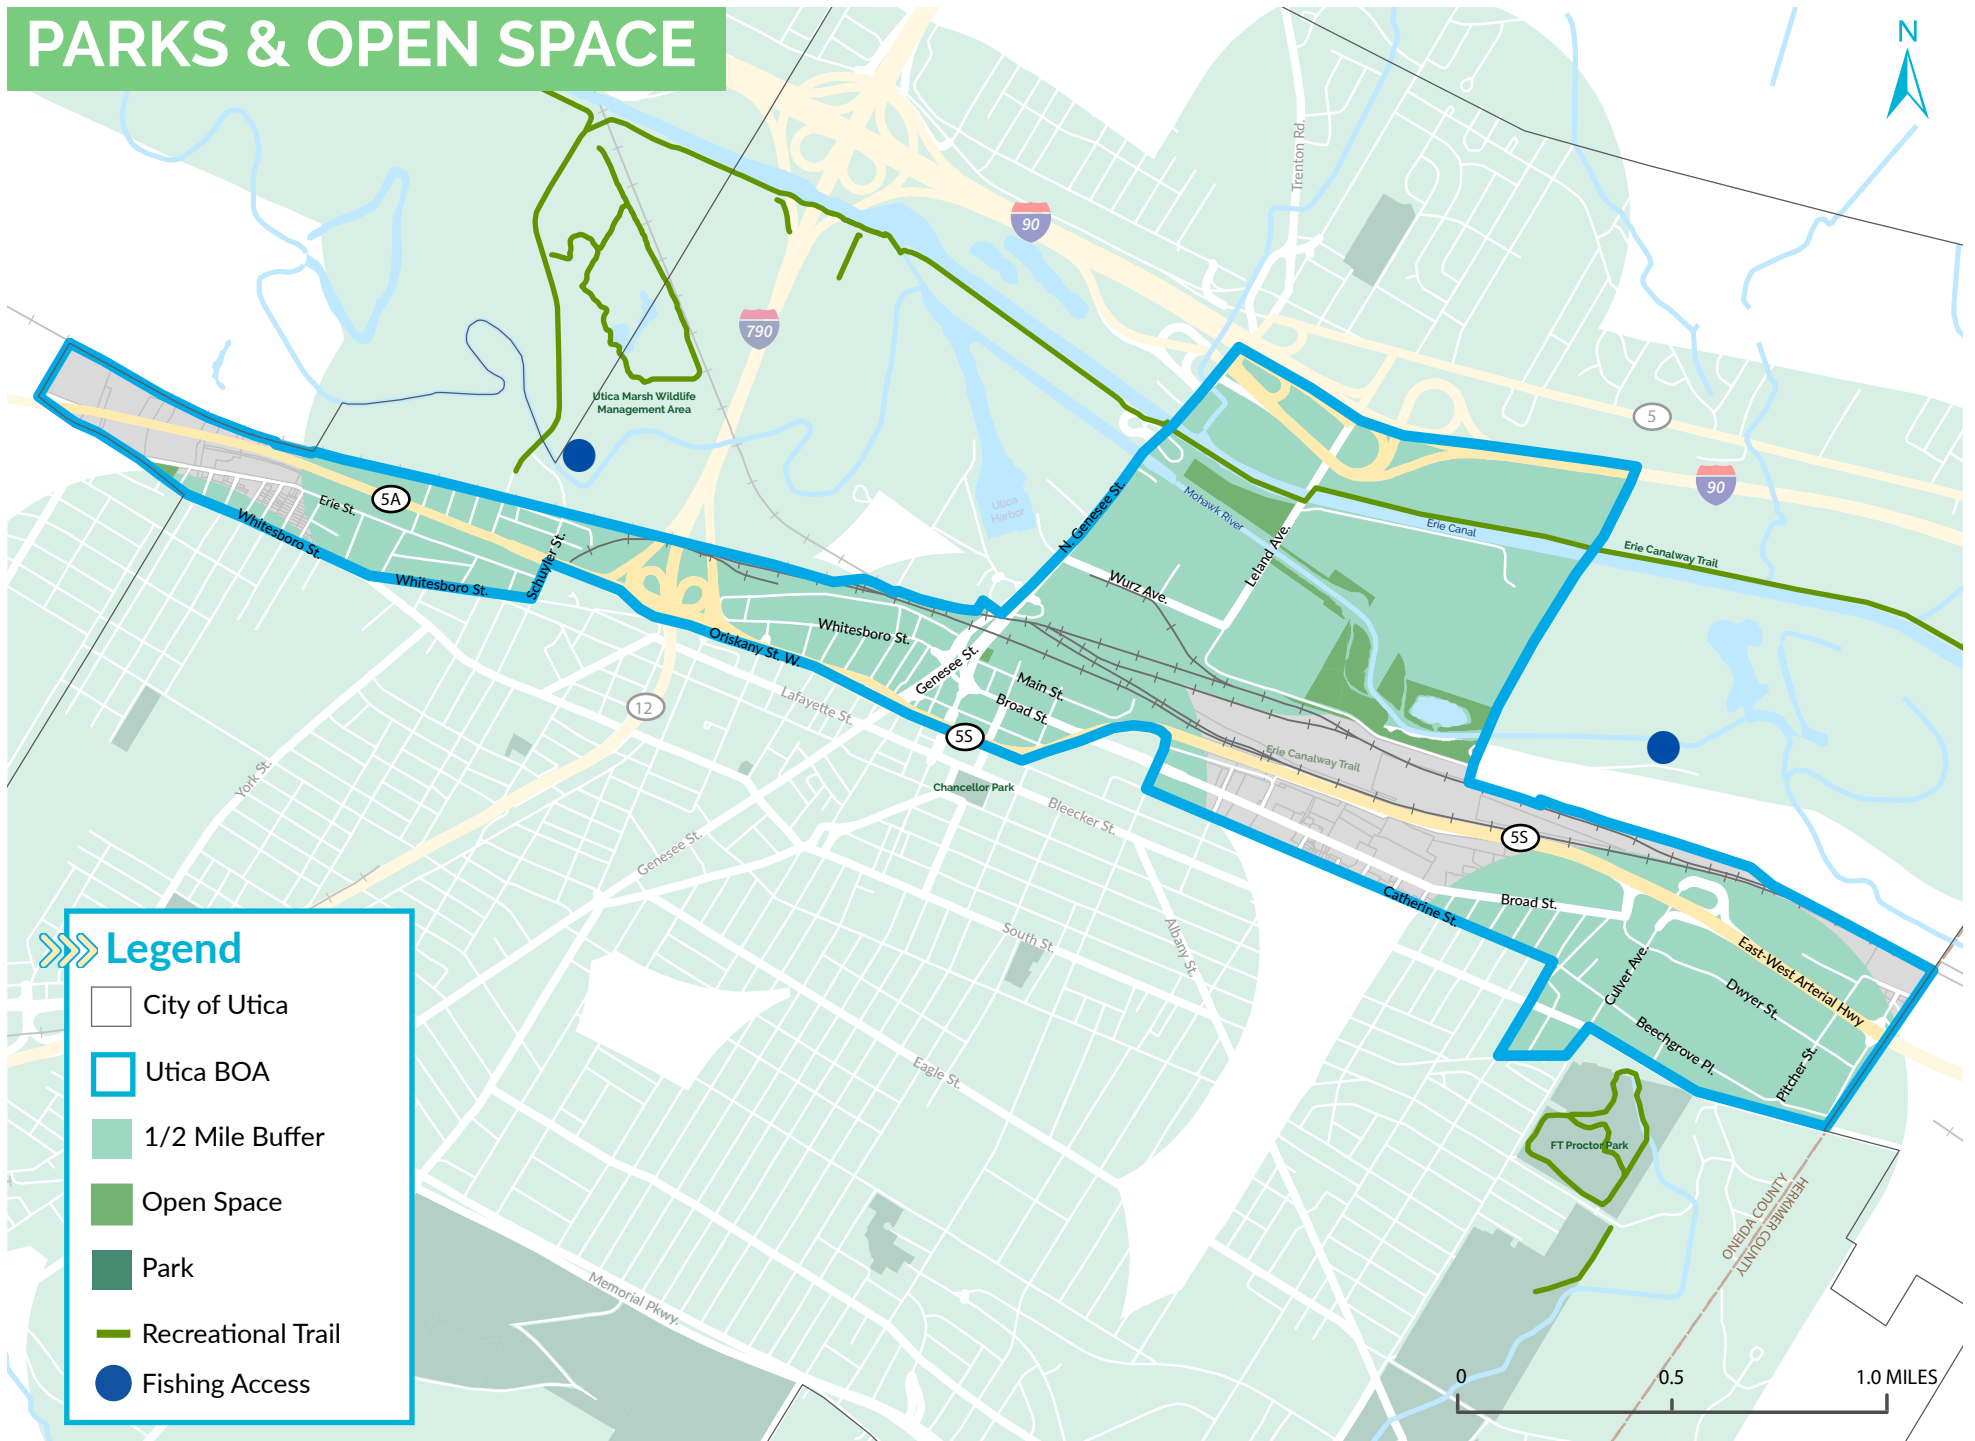 PARKS & OPEN SPACE
N
Trenton Rd.
90
790
Utica Marsh Wildlife
Management Area
5
90
5A
Erie St.
Whitesboro St.
Whitesboro St.
Schuyler St.
Utica
Harbor
N. Genesee St.
Mohawk River
Erie Canal
Erie Canalway Trail
Leland Ave.
Wurz Ave.
Whitesboro St.
Oriskany St. W.
Genesee St.
Main St.
Broad St.
Lafayette St.
12
5S
Erie Canalway Trail
York St.
Chancellor Park
Bleecker St.
Genesee St.
5S
Catherine St.
Broad St.
South St.
Albany St.
Culver Ave.
East-West Arterial Hwy
Dwyer St.
Beechgrove Pl.
Pitcher St.
Eagle St.
FT Proctor Park
ONEIDA COUNTY
HERKIMER COUNTY
Memorial Pkwy.
Legend
City of Utica
Utica BOA
1/2 Mile Buffer
Open Space
Park
Recreational Trail
Fishing Access
0 0.5 1.0 MILES